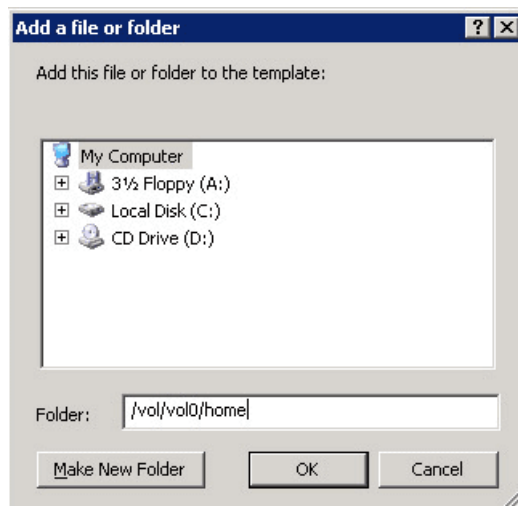 Add a file or folder
Add this file or folder to the template:
My Computer
3½ Floppy (A:)
Local Disk (C:)
CD Drive (D:)
Folder: /vol/vol0/home
Make New Folder OK Cancel